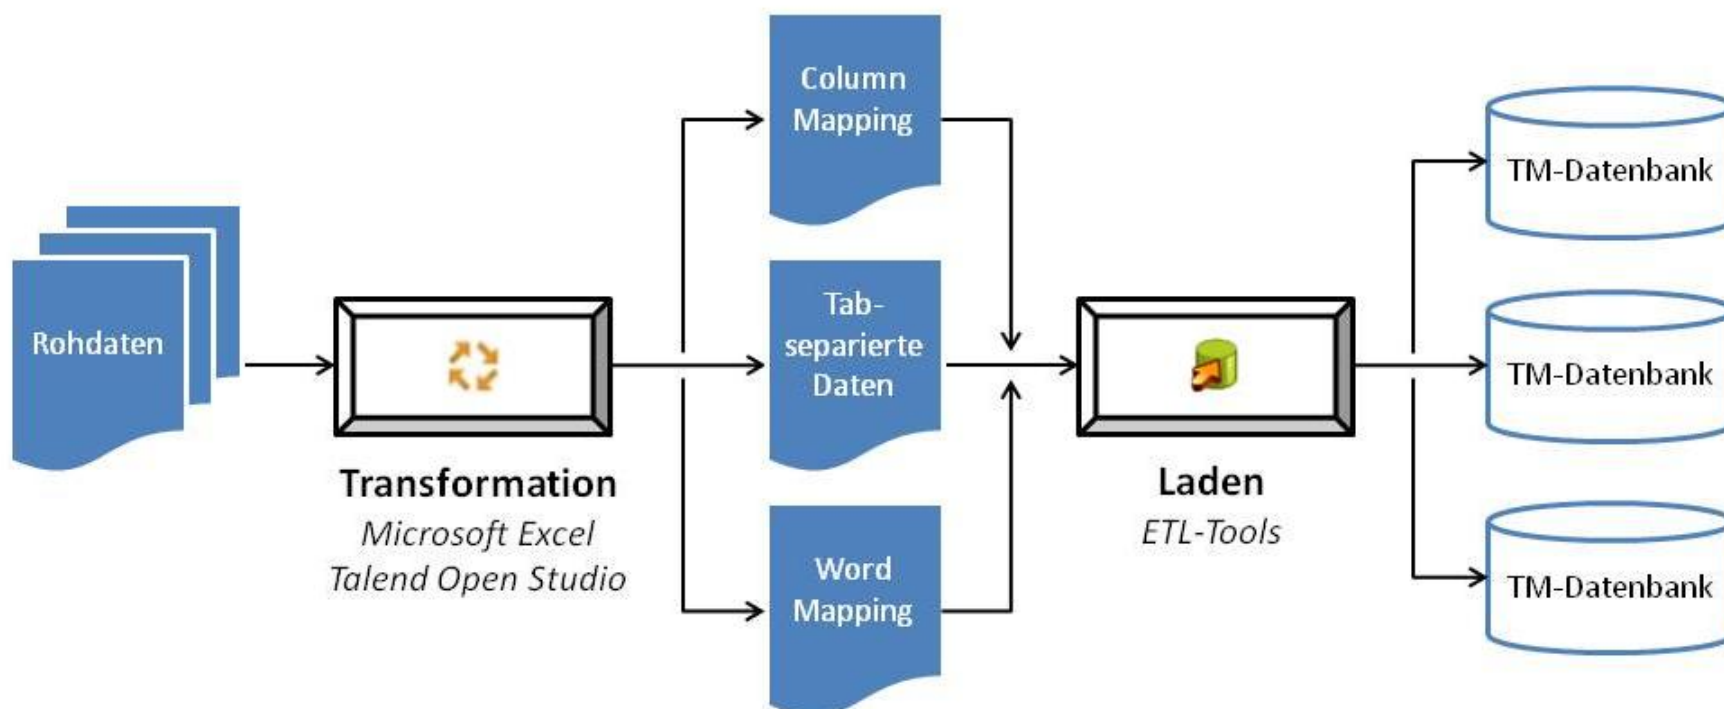 Rohdaten
Transformation
Microsoft Excel
Talend Open Studio
Column
Mapping
Tab-
separierte
Daten
Word
Mapping
Laden
ETL-Tools
TM-Datenbank
TM-Datenbank
TM-Datenbank